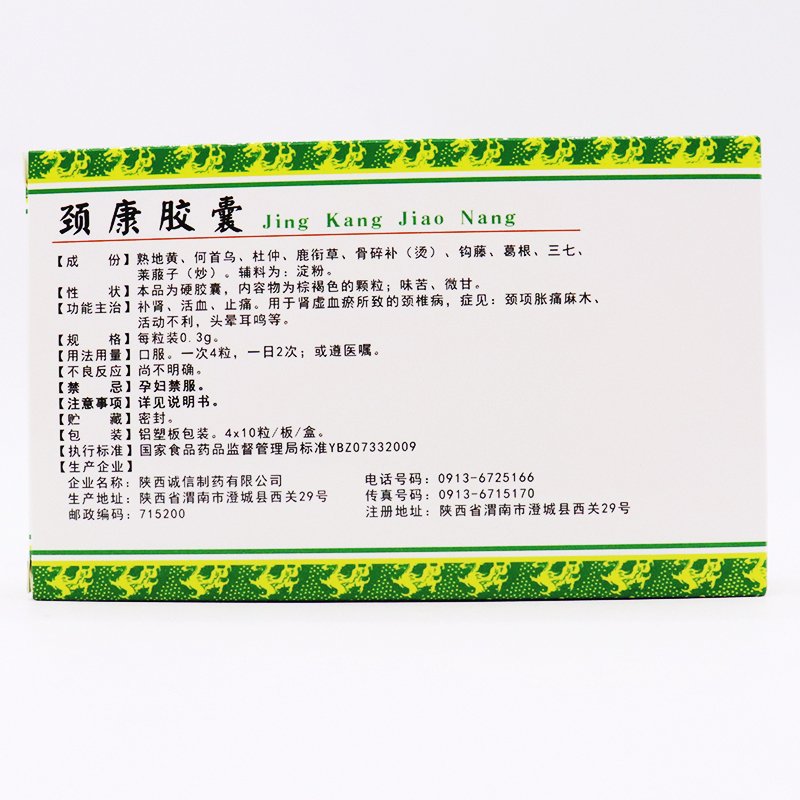 颈康胶囊 Jing Kang Jiao Nang
【成 份】熟地黄、何首乌、杜仲、鹿衔草、骨碎补（烫）、钩藤、葛根、三七、
莱菔子（炒）。辅料为：淀粉。
【性 状】本品为硬胶囊，内容物为棕褐色的颗粒；味苦、微甘。
【功能主治】补肾、活血、止痛。用于肾虚血瘀所致的颈椎病，症见：颈项胀痛麻木、
活动不利，头晕耳鸣等。
【规 格】每粒装0.3g。
【用法用量】口服。一次4粒，一日2次；或遵医嘱。
【不良反应】尚不明确。
【禁 忌】孕妇禁服。
【注意事项】详见说明书。
【贮 藏】密封。
【包 装】铝塑板包装。4x10粒/板/盒。
【执行标准】国家食品药品监督管理局标准YBZ07332009
【生产企业】
企业名称：陕西诚信制药有限公司 电话号码：0913-6725166
生产地址：陕西省渭南市澄城县西关29号 传真号码：0913-6715170
邮政编码：715200 注册地址：陕西省渭南市澄城县西关29号